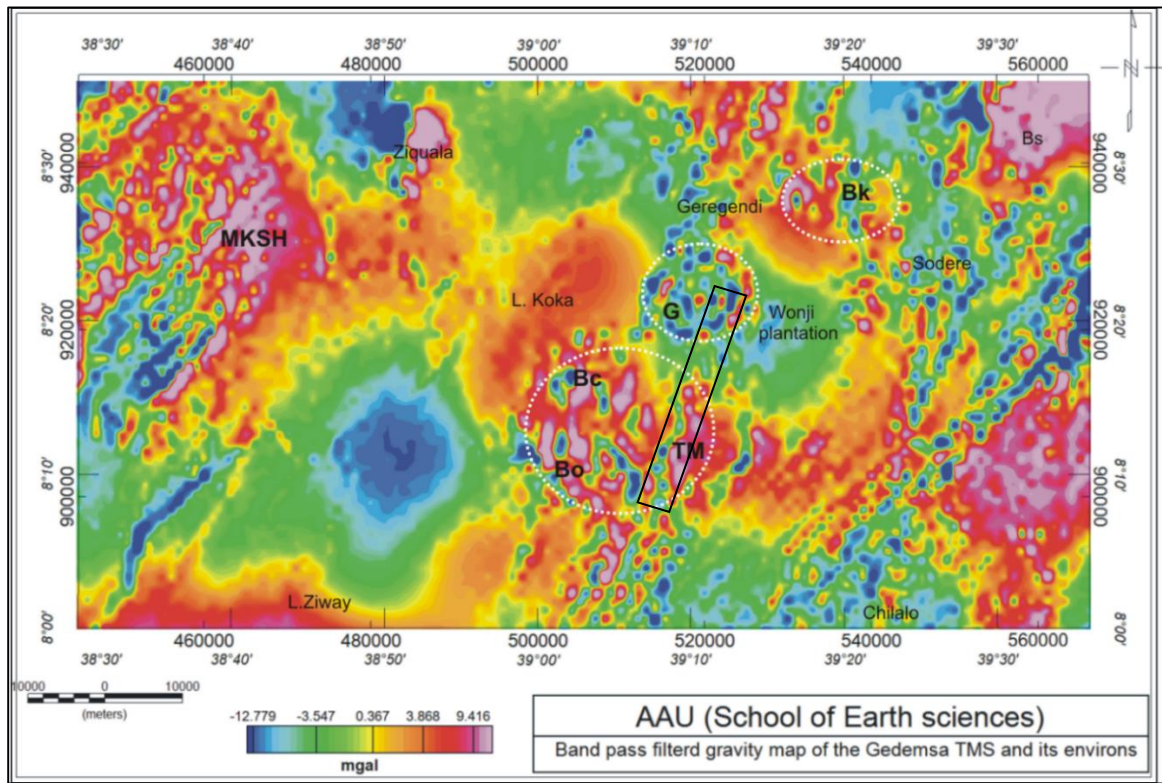 38°30' 38°40' 38°50' 39°00' 39°10' 39°20' 39°30'
460000 480000 500000 520000 540000 560000
N
8°30' 940000 940000 8°30'
Ziquala
Bs
Bk
Geregendi
MKSH
Sodere
L. Koka
G
Wonji
plantation
8°20' 920000 920000 8°20'
Bc
TM
Bo
8°10' 900000 900000 8°10'
L.Ziway
Chilalo
8°00' 8°00'
460000 480000 500000 520000 540000 560000
38°30' 38°40' 38°50' 39°00' 39°10' 39°20' 39°30'
10000 0 10000
(meters)
-12.779 -3.547 0.367 3.868 9.416
mgal
AAU (School of Earth sciences)
Band pass filterd gravity map of the Gedemsa TMS and its environs